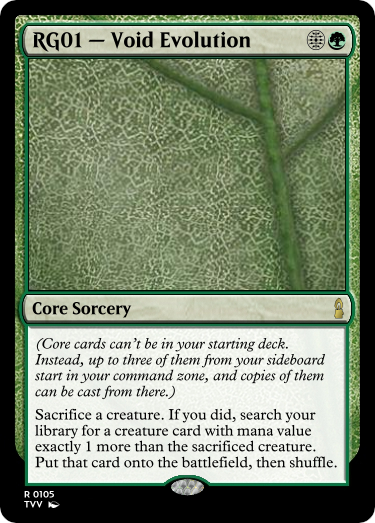 RG01 — Void Evolution
Core Sorcery
(Core cards can't be in your starting deck.
Instead, up to three of them from your sideboard
start in your command zone, and copies of them
can be cast from there.)
Sacrifice a creature. If you did, search your
library for a creature card with mana value
exactly 1 more than the sacrificed creature.
Put that card onto the battlefield, then shuffle.
R 0105
TVV